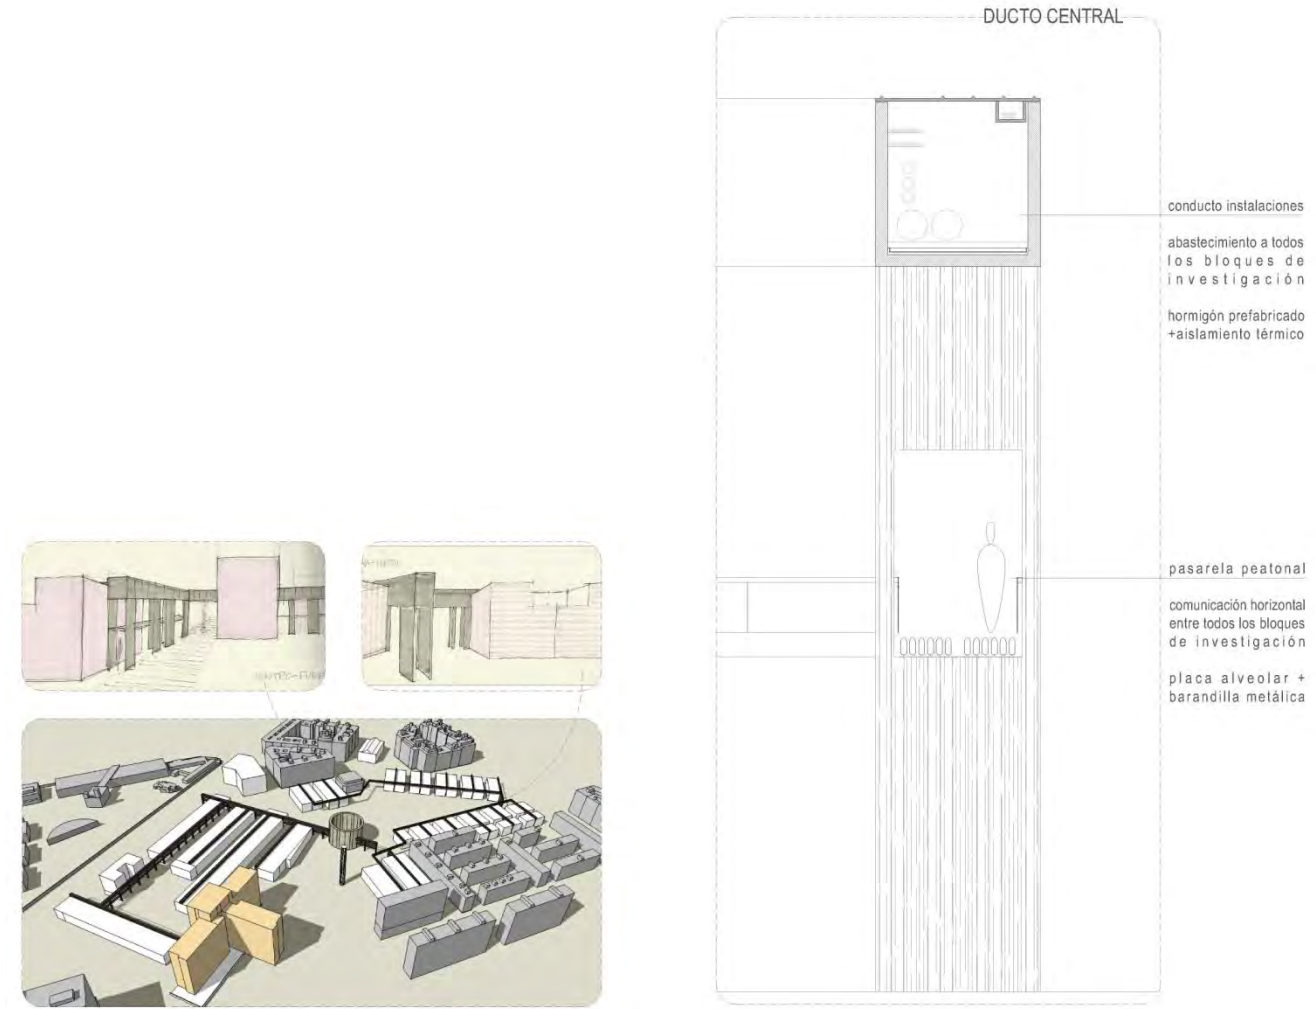 DUCTO CENTRAL
conducto instalaciones
abastecimiento a todos
los bloques de
investigación
hormigón prefabricado
+aislamiento térmico
pasarela peatonal
comunicación horizontal
entre todos los bloques
de investigación
placa alveolar +
barandilla metálica